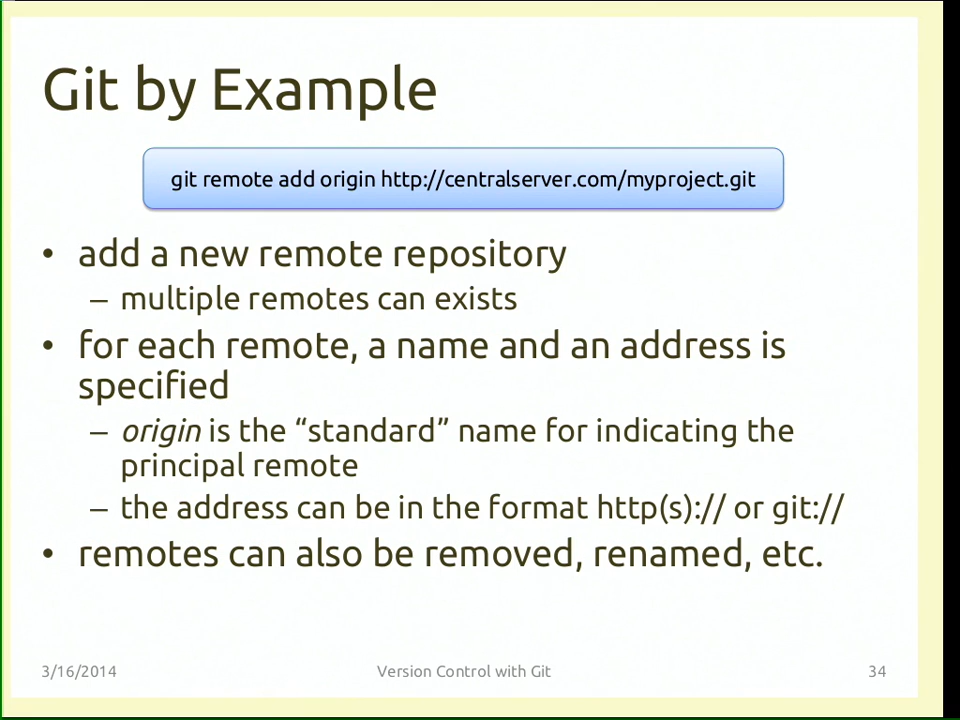 Git by Example
git remote add origin http://centralserver.com/myproject.git
• add a new remote repository
– multiple remotes can exists
• for each remote, a name and an address is
specified
– origin is the “standard” name for indicating the
principal remote
– the address can be in the format http(s):// or git://
• remotes can also be removed, renamed, etc.
3/16/2014
Version Control with Git
34